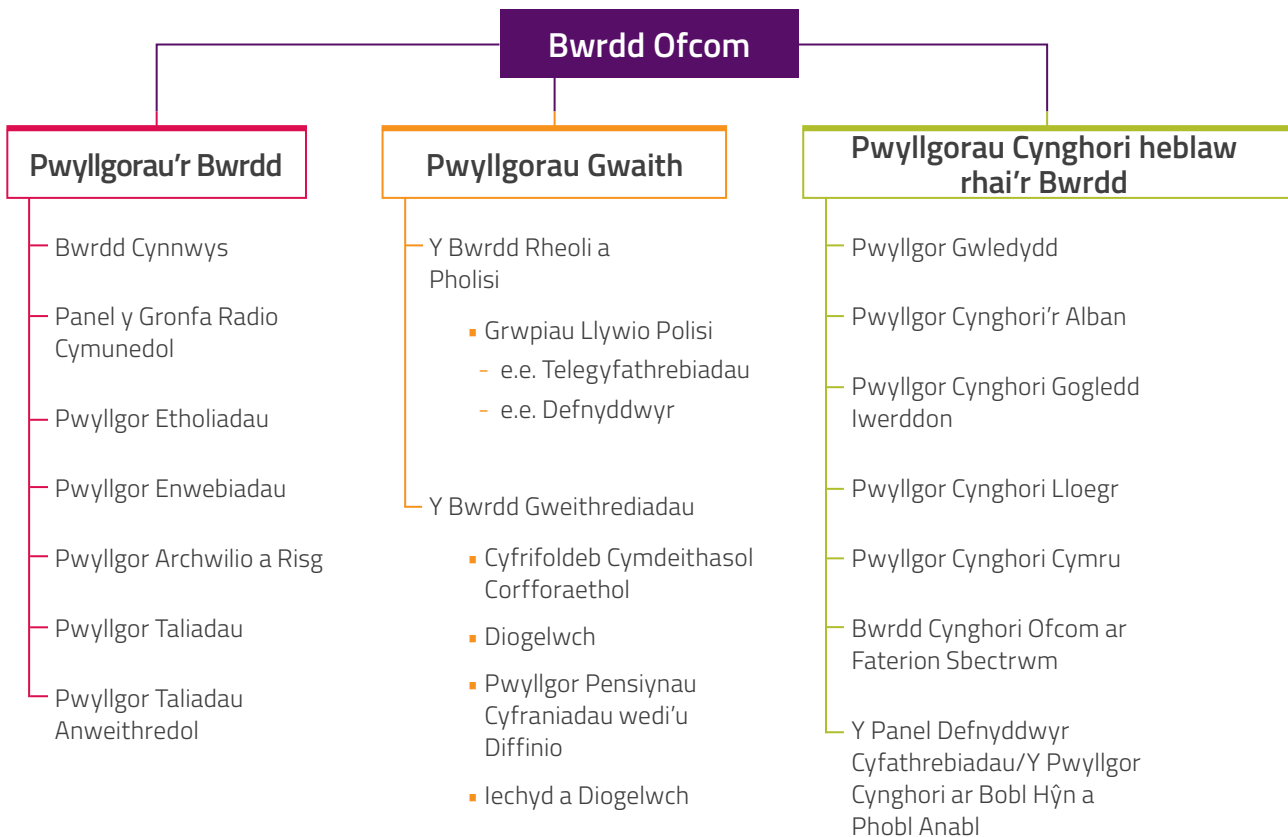 Bwrdd Ofcom
Pwyllgorau'r Bwrdd
Bwrdd Cynnwys
Panel y Gronfa Radio
Cymunedol
Pwyllgor Etholiadau
Pwyllgor Enwebiadau
Pwyllgor Archwilio a Risg
Pwyllgor Taliadau
Pwyllgor Taliadau
Anweithredol
Pwyllgorau Gwaith
Y Bwrdd Rheoli a
Pholisi
▪ Grwpiau Llywio Polisi
- e.e. Telegyfathrebiadau
- e.e. Defnyddwyr
Y Bwrdd Gweithrediadau
▪ Cyfrifoldeb Cymdeithasol
Corfforaethol
▪ Diogelwch
▪ Pwyllgor Pensiynau
Cyfraniadau wedi’u
Diffinio
▪ Iechyd a Diogelwch
Pwyllgorau Cynghori heblaw
rhai'r Bwrdd
Pwyllgor Gwledydd
Pwyllgor Cynghori’r Alban
Pwyllgor Cynghori Gogledd
Iwerddon
Pwyllgor Cynghori Lloegr
Pwyllgor Cynghori Cymru
Bwrdd Cynghori Ofcom ar
Faterion Sbectrwm
Y Panel Defnyddwyr
Cyfathrebiadau/Y Pwyllgor
Cynghori ar Bobl Hŷn a
Phobl Anabl